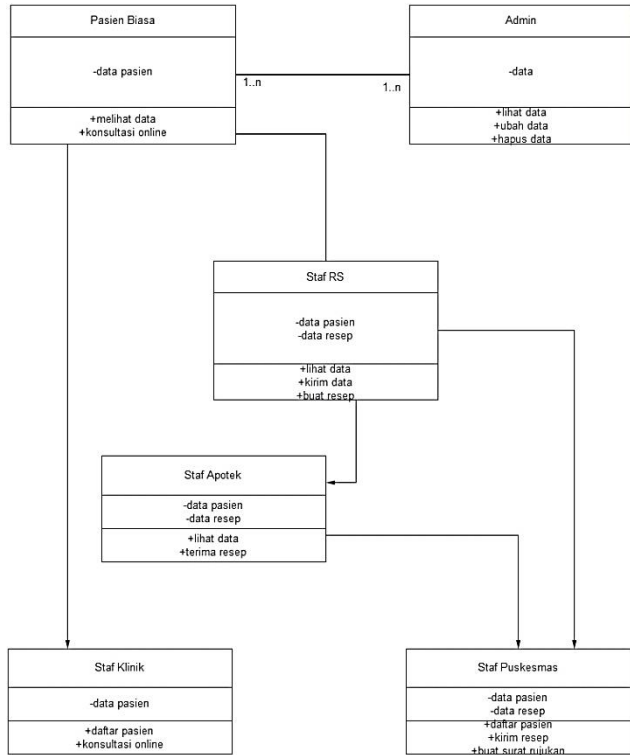 Pasien Biasa
-data pasien
+melihat data
+konsultasi online
Admin
-data
+lihat data
+ubah data
+hapus data
1..n
1..n
Staf RS
-data pasien
-data resep
+lihat data
+kirim data
+buat resep
Staf Apotek
-data pasien
-data resep
+lihat data
+terima resep
Staf Klinik
-data pasien
+daftar pasien
+konsultasi online
Staf Puskesmas
-data pasien
-data resep
+daftar pasien
+kirim resep
+buat surat rujukan